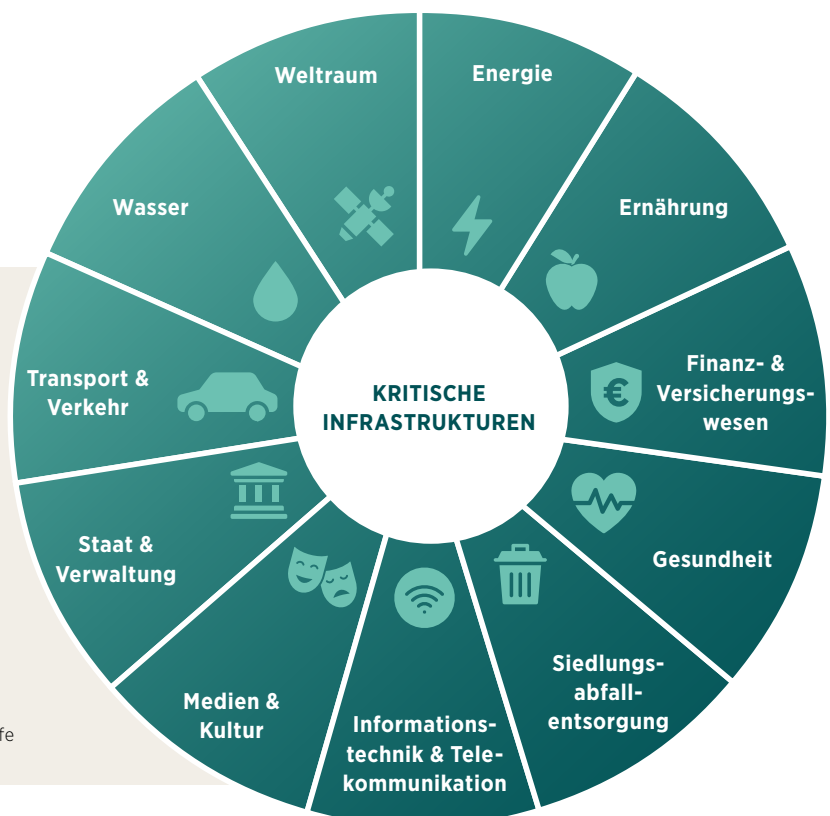 Weltraum
Energie
Ernährung
Finanz- &
Versicherungs-
wesen
Gesundheit
Siedlungs-
abfall-
entsorgung
Informations-
technik & Tele-
kommunikation
Medien &
Kultur
Staat &
Verwaltung
Transport &
Verkehr
Wasser
KRITISCHE
INFRASTRUKTUREN
fe